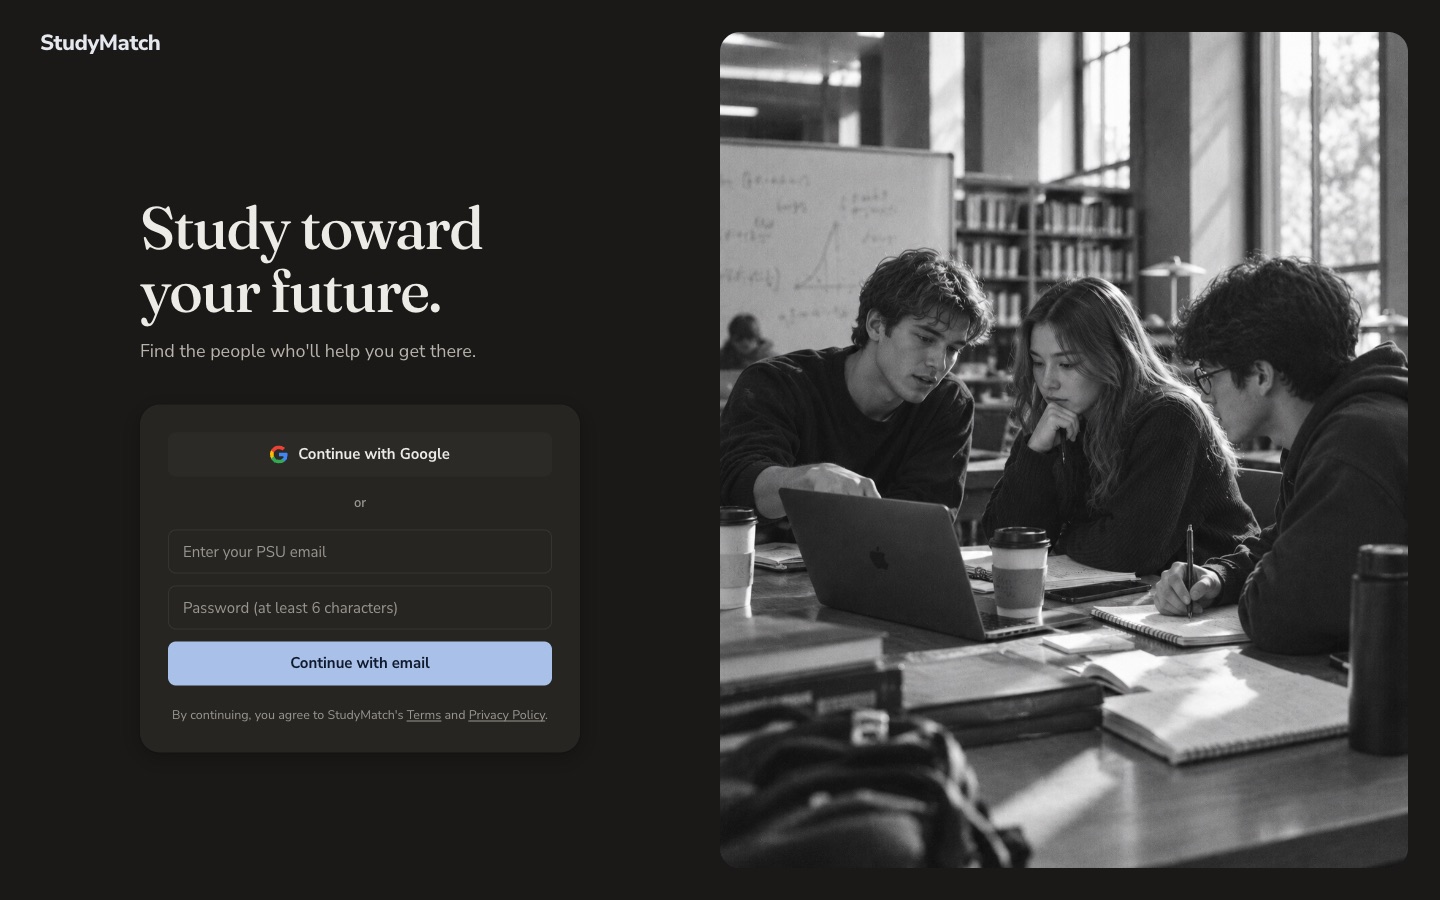 StudyMatch
Study toward
your future.
Find the people who'll help you get there.
Continue with Google
or
Enter your PSU email
Password (at least 6 characters)
Continue with email
By continuing, you agree to StudyMatch's Terms and Privacy Policy.